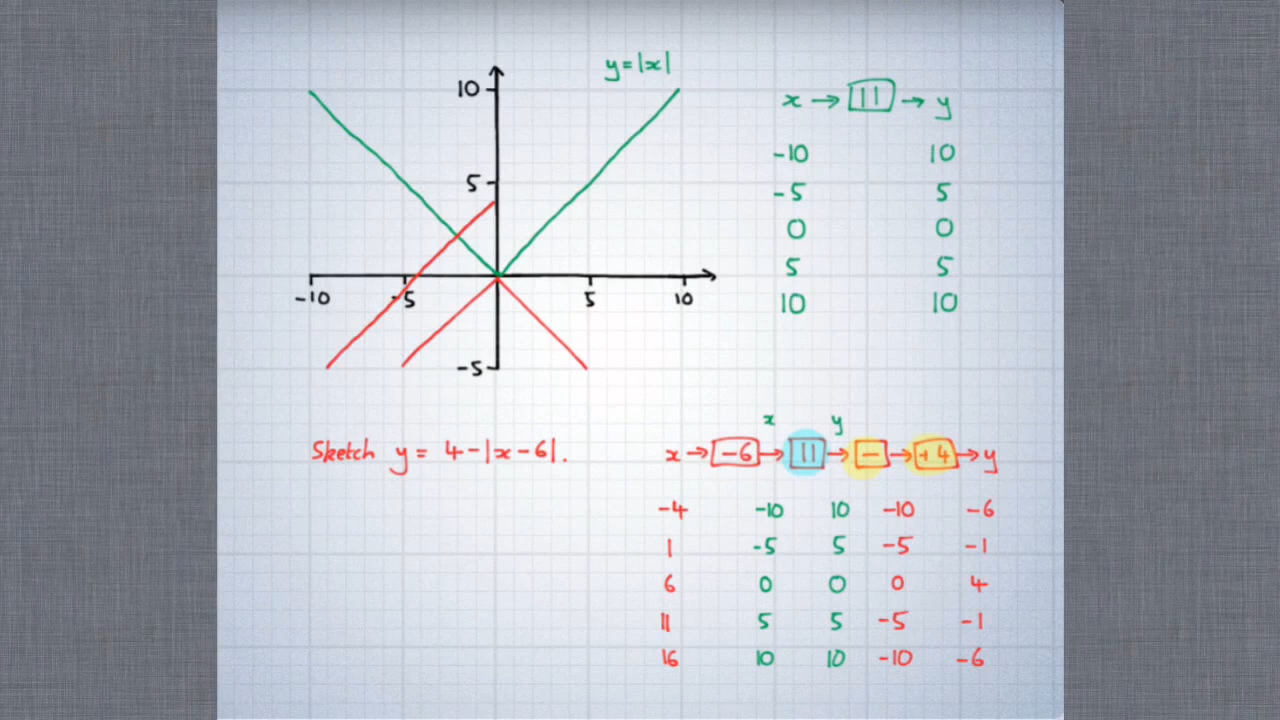 y=|x|
10
5
-10
-5
5
10
-5
x → || → y
-10 10
-5 5
0 0
5 5
10 10
Sketch y = 4-|x-6|.
x y
x → -6 → || → - → +4 → y
-4 -10 10 -10 -6
1 -5 5 -5 -1
6 0 0 0 4
11 5 5 -5 -1
16 10 10 -10 -6